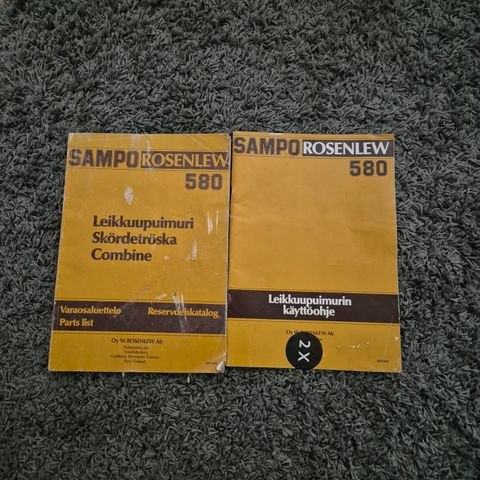 SAMPO ROSENLEW
580
Leikkuupuimuri
Skördetröska
Combine
Varaosaluettelo Reservdelskatalog
Parts list
Oy W. ROSENLEW Ab
SAMPO ROSENLEW
580
Leikkuupuimurin
käyttöohje
Oy W. ROSENLEW Ab
2X